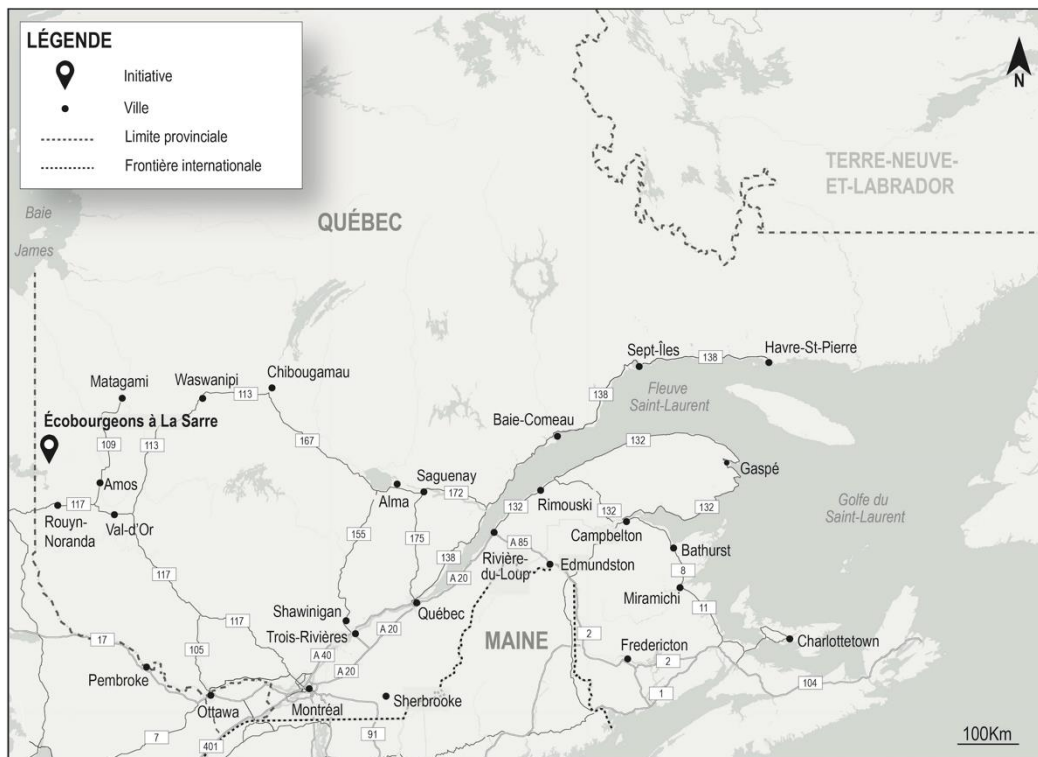 LÉGENDE
Initiative
Ville
Limite provinciale
Frontière internationale
N
TERRE-NEUVE-
ET-LABRADOR
QUÉBEC
Baie
James
Sept-Îles
138
Havre-St-Pierre
Fleuve
Saint-Laurent
Matagami
Waswanipi
113
Chibougamau
138
Écobourgeons à La Sarre
109
113
167
Baie-Comeau
132
Gaspé
Amos
Alma
Saguenay
172
117
Rouyn-
Noranda
Val-d'Or
132
Rimouski
132
132
Golfe du
Saint-Laurent
155
175
138
A 20
Rivière-
du-Loup
A 85
Campbelton
Bathurst
Edmundston
8
117
Miramichi
11
Shawinigan
Trois-Rivières
Québec
117
A 20
A 40
A 20
MAINE
2
Fredericton
2
Charlottetown
17
105
Pembroke
Ottawa
Montréal
Sherbrooke
1
104
7
401
91
100Km